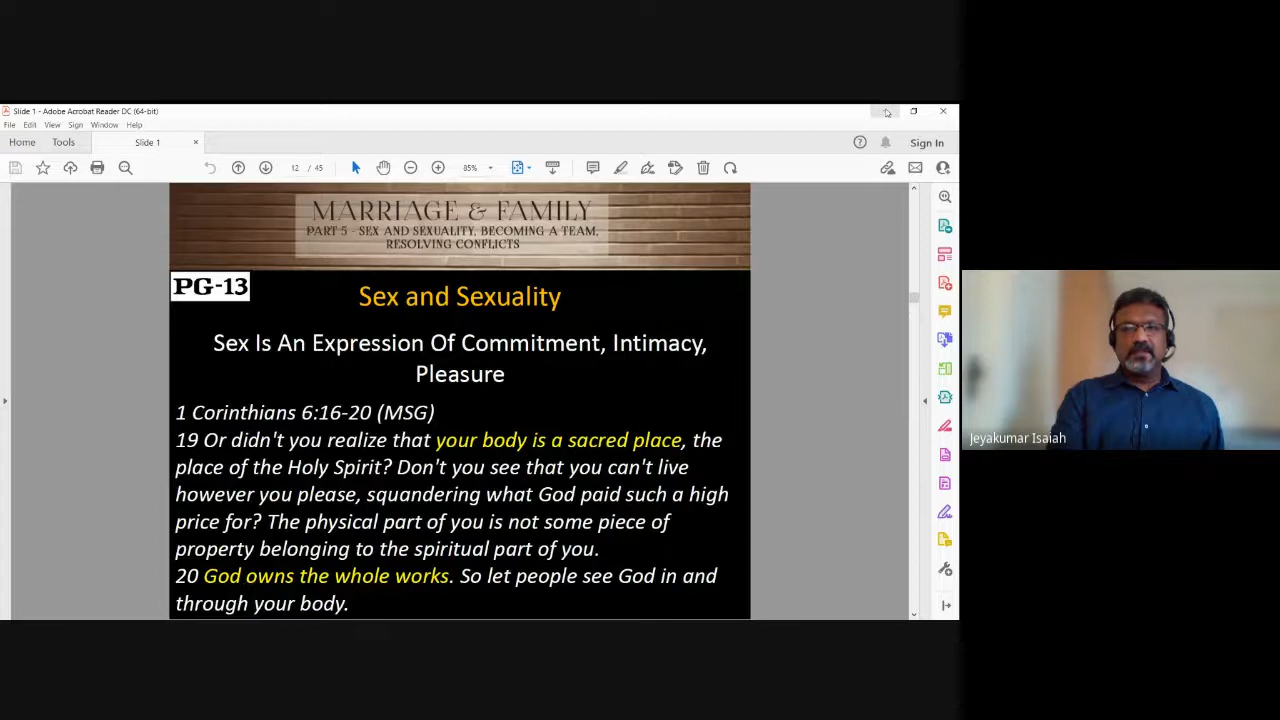 Slide 1 - Adobe Acrobat Reader DC (64-bit)
File Edit View Sign Window Help
Home Tools Slide 1 × Sign In
12 / 45 85%
MARRIAGE & FAMILY
PART 5 - SEX AND SEXUALITY, BECOMING A TEAM,
RESOLVING CONFLICTS
PG-13
Sex and Sexuality
Sex Is An Expression Of Commitment, Intimacy,
Pleasure
1 Corinthians 6:16-20 (MSG)
19 Or didn't you realize that your body is a sacred place, the
place of the Holy Spirit? Don't you see that you can't live
however you please, squandering what God paid such a high
price for? The physical part of you is not some piece of
property belonging to the spiritual part of you.
20 God owns the whole works. So let people see God in and
through your body.
Jeyakumar Isaiah